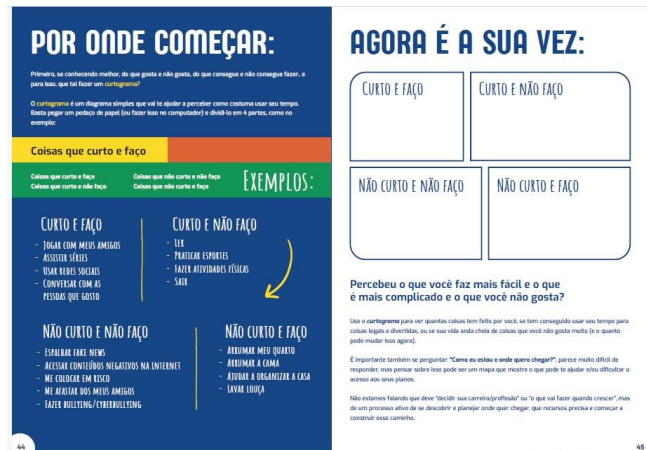 POR ONDE COMEÇAR:
Primeiro, se conhecendo melhor, do que gosta e não gosta, do que consegue e não consegue fazer.. e
para isso, que tal fazer um curtograma?
O curtograma é um diagrama simples que vai te ajudar a perceber como costuma usar seu tempo.
Basta pegar um pedaço de papel (ou fazer isso no computador) e dividi-lo em 4 partes, como no
exemplo:
Coisas que curto e faço
Coisas que curto e faço
Coisas que curto e não faço
Coisas que não curto e não faço
Coisas que não curto e faço
EXEMPLOS:
CURTO E FAÇO
- JOGAR COM MEUS AMIGOS
- ASSISTIR SÉRIES
- USAR REDES SOCIAIS
- CONVERSAR COM AS
PESSOAS QUE GOSTO
CURTO E NÃO FAÇO
- LER
- PRATICAR ESPORTES
- FAZER ATIVIDADES FÍSICAS
- SAIR
NÃO CURTO E NÃO FAÇO
- ESPALHAR FAKE NEWS
- ACESSAR CONTEÚDOS NEGATIVOS NA INTERNET
- ME COLOCAR EM RISCO
- ME AFASTAR DOS MEUS AMIGOS
- FAZER BULLYING/CYBERBULLYING
NÃO CURTO E FAÇO
- ARRUMAR MEU QUARTO
- ARRUMAR A CAMA
- AJUDAR A ORGANIZAR A CASA
- LAVAR LOUÇA
44
AGORA É A SUA VEZ:
CURTO E FAÇO
CURTO E NÃO FAÇO
NÃO CURTO E NÃO FAÇO
NÃO CURTO E FAÇO
Percebeu o que você faz mais fácil e o que
é mais complicado e o que você não gosta?
Use o curtograma para ver quantas coisas tem feito por você, se tem conseguido usar seu tempo para
coisas legais e divertidas, ou se sua vida anda cheia de coisas que você não gosta muito (e o quanto
pode mudar isso agora).
É importante também se perguntar: "Como eu estou e onde quero chegar?", parece muito difícil de
responder, mas pensar sobre isso pode ser um mapa que mostre o que pode te ajudar e/ou dificultar o
acesso aos seus planos.
Não estamos falando que deve "decidir sua carreira/profissão" ou "o que vai fazer quando crescer", mas
de um processo ativo de se descobrir e planejar onde quer chegar, que recursos precisa e começar a
construir esse caminho.
45